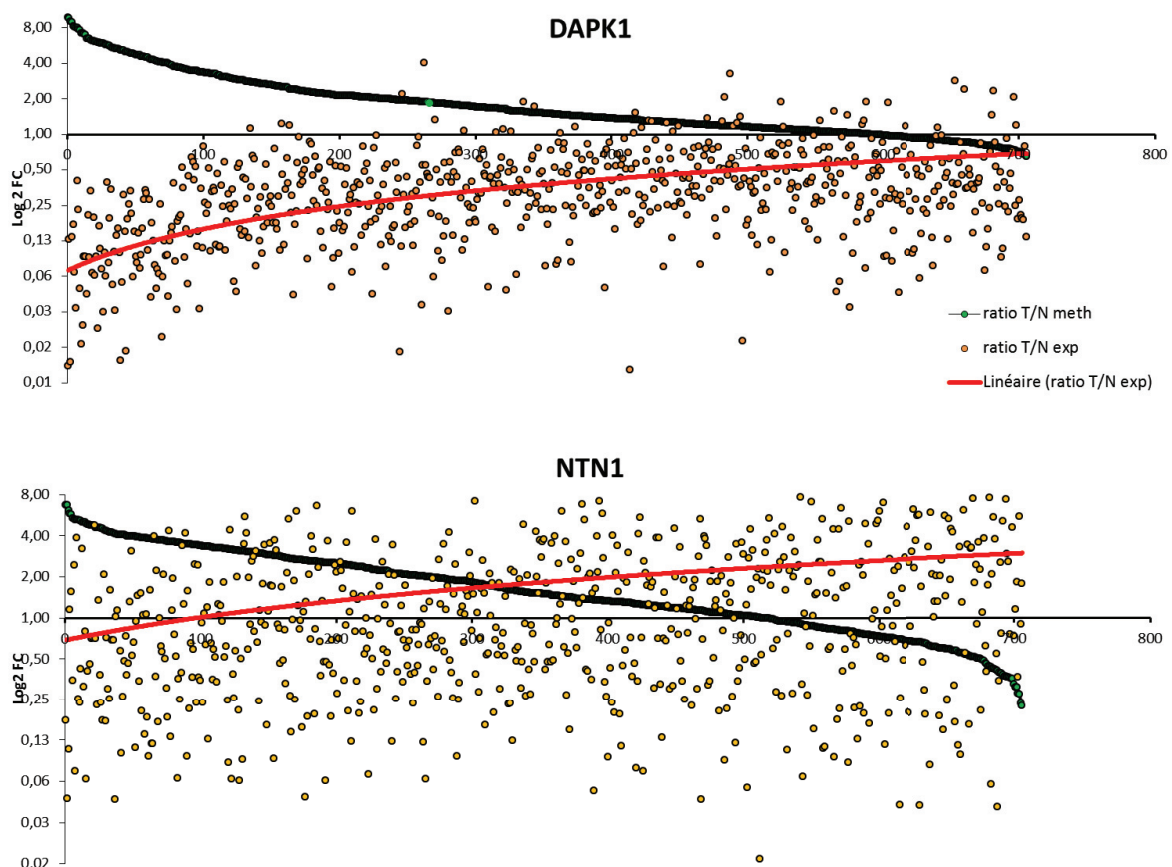 DAPK1
8,00
4,00
2,00
1,00
0,50
0,25
0,13
0,06
0,03
0,02
0,01
Log 2 FC
0 100 200 300 400 500 600 700 800
ratio T/N meth
ratio T/N exp
Linéaire (ratio T/N exp)
NTN1
8,00
4,00
2,00
1,00
0,50
0,25
0,13
0,06
0,03
0,02
Log2 FC
0 100 200 300 400 500 600 700 800